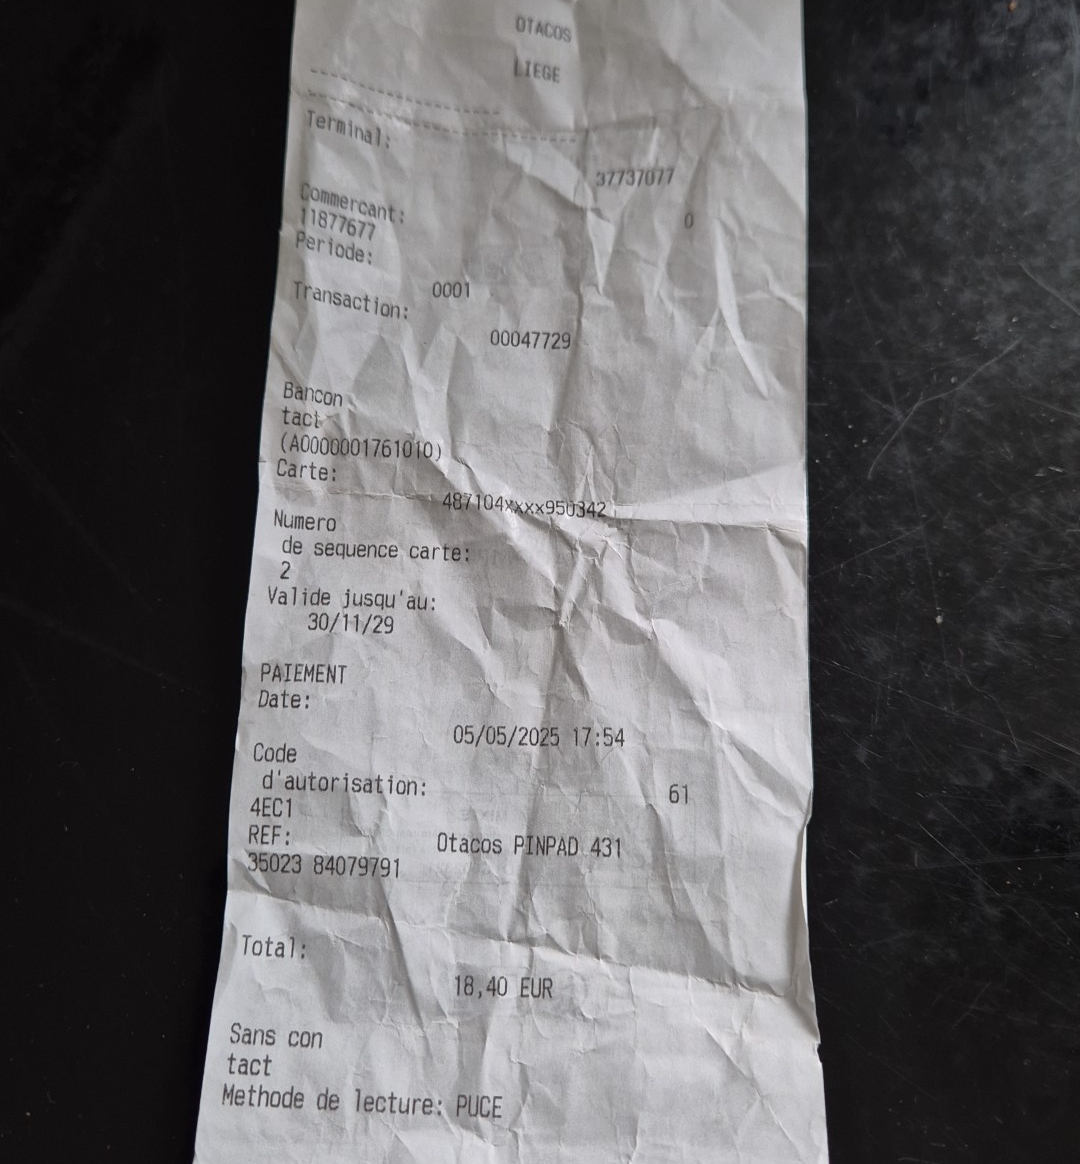 OTACOS
LIEGE
--------------------
--------------------
Terminal:
37737077
Commercant: 0
11877677
Periode:
0001
Transaction:
00047729
Bancon
tact
(A0000001761010)
Carte:
487104xxxx950342
Numero
de sequence carte:
2
Valide jusqu'au:
30/11/29
PAIEMENT
Date:
05/05/2025 17:54
Code
d'autorisation: 61
4EC1
REF: Otacos PINPAD 431
35023 84079791
Total:
18,40 EUR
Sans con
tact
Methode de lecture: PUCE